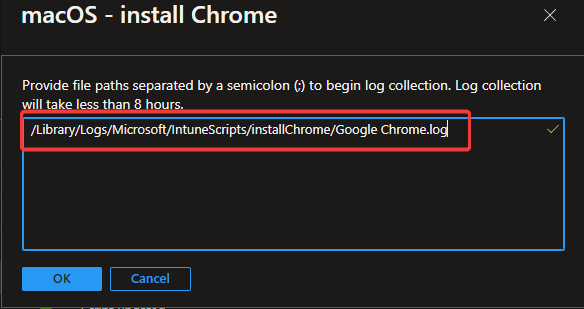 macOS - install Chrome
Provide file paths separated by a semicolon (;) to begin log collection. Log collection
will take less than 8 hours.
/Library/Logs/Microsoft/IntuneScripts/installChrome/Google Chrome.log
OK
Cancel